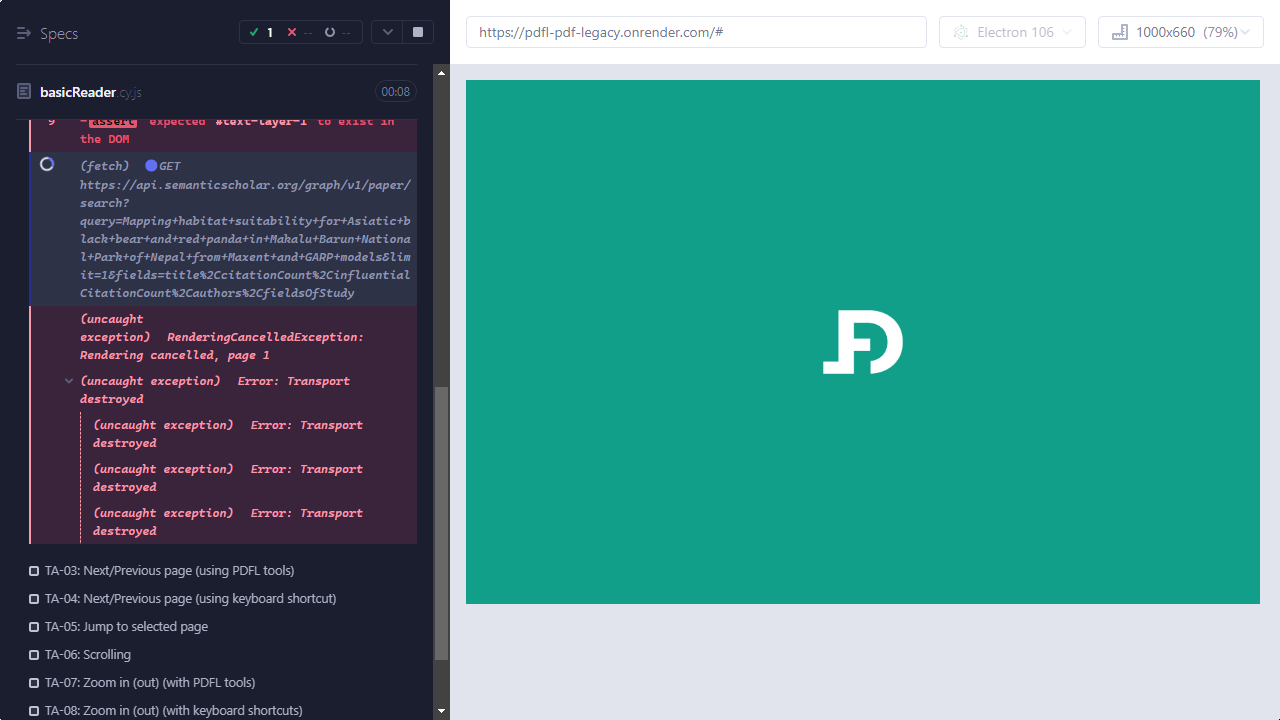 Specs
1
--
--
https://pdfl-pdf-legacy.onrender.com/#
Electron 106
1000x660 (79%)
basicReader.cy.js
00:08
9 -assert expected #text-layer-1 to exist in
the DOM
(fetch) GET
https://api.semanticscholar.org/graph/v1/paper/
search?
query=Mapping+habitat+suitability+for+Asiatic+b
lack+bear+and+red+panda+in+Makalu+Barun+Nationa
l+Park+of+Nepal+from+Maxent+and+GARP+models&lim
it=1&fields=title%2CcitationCount%2Cinfluential
CitationCount%2Cauthors%2CfieldsOfStudy
(uncaught
exception) RenderingCancelledException:
Rendering cancelled, page 1
(uncaught exception) Error: Transport
destroyed
(uncaught exception) Error: Transport
destroyed
(uncaught exception) Error: Transport
destroyed
(uncaught exception) Error: Transport
destroyed
TA-03: Next/Previous page (using PDFL tools)
TA-04: Next/Previous page (using keyboard shortcut)
TA-05: Jump to selected page
TA-06: Scrolling
TA-07: Zoom in (out) (with PDFL tools)
TA-08: Zoom in (out) (with keyboard shortcuts)